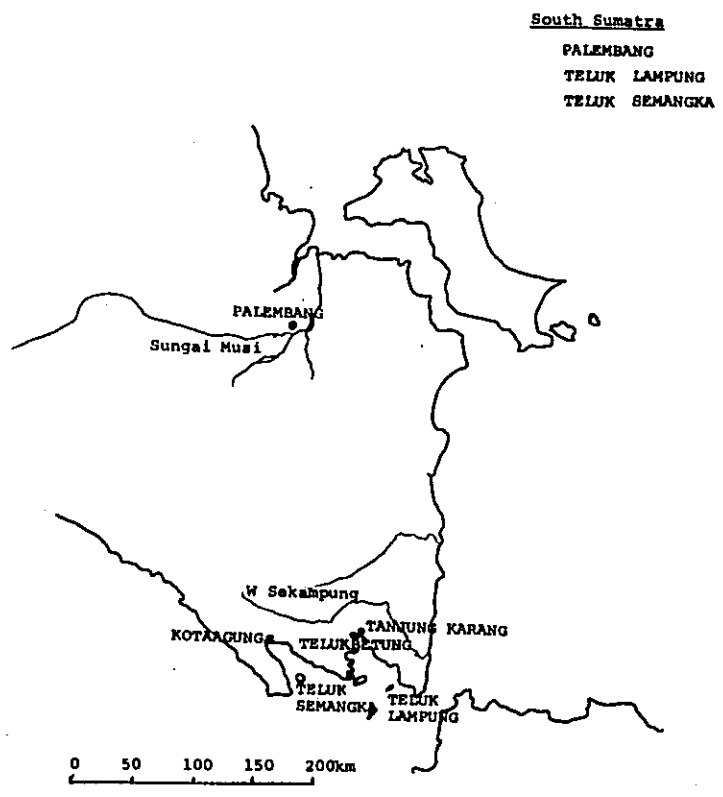 South Sumatra
PALEMBANG
TELUK LAMPUNG
TELUK SEMANGKA
PALEMBANG
Sungai Musi
W Sekampung
TANJUNG KARANG
KOTAAGUNG
TELUKBETUNG
TELUK
SEMANGKA
TELUK
LAMPUNG
0 50 100 150 200km